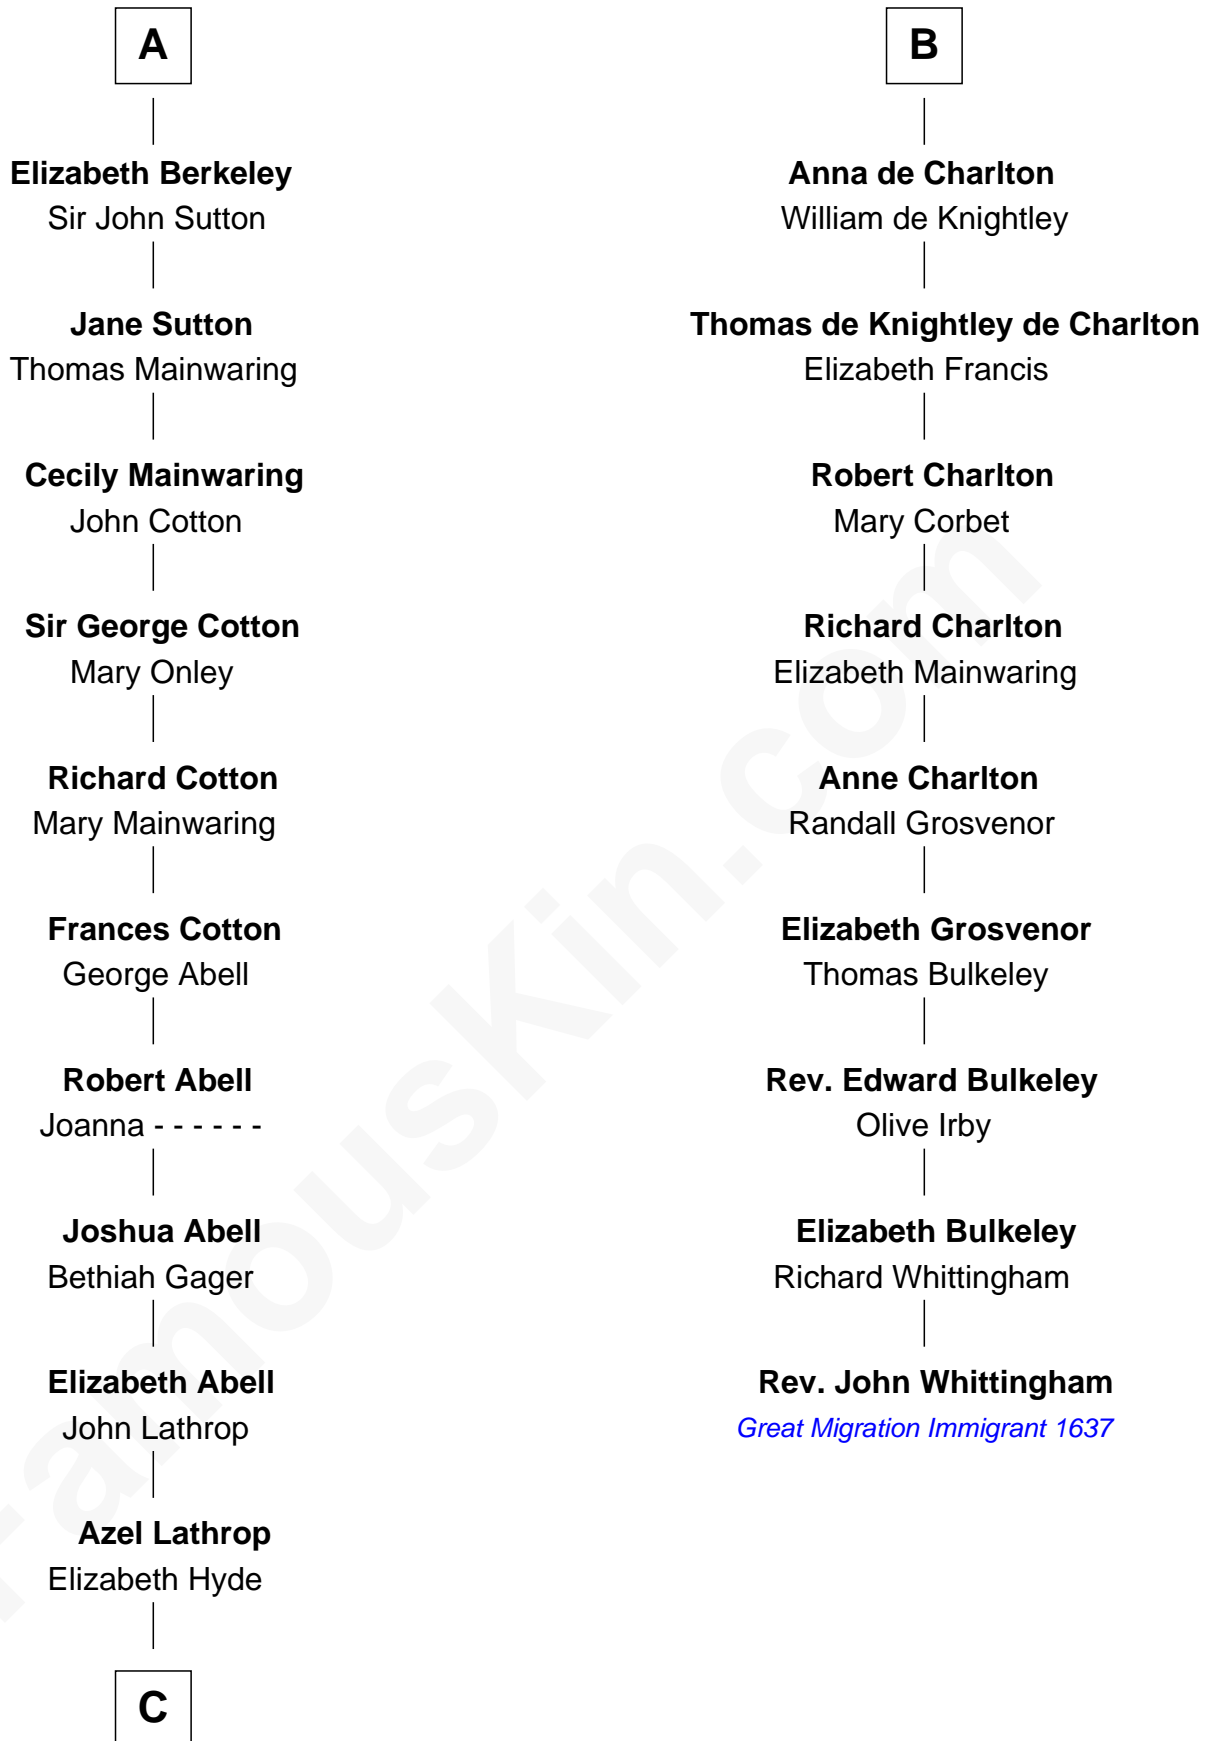 A
Elizabeth Berkeley
Sir John Sutton
Jane Sutton
Thomas Mainwaring
Cecily Mainwaring
John Cotton
Sir George Cotton
Mary Onley
Richard Cotton
Mary Mainwaring
Frances Cotton
George Abell
Robert Abell
Joanna - - - - - -
Joshua Abell
Bethiah Gager
Elizabeth Abell
John Lathrop
Azel Lathrop
Elizabeth Hyde
C
B
Anna de Charlton
William de Knightley
Thomas de Knightley de Charlton
Elizabeth Francis
Robert Charlton
Mary Corbet
Richard Charlton
Elizabeth Mainwaring
Anne Charlton
Randall Grosvenor
Elizabeth Grosvenor
Thomas Bulkeley
Rev. Edward Bulkeley
Olive Irby
Elizabeth Bulkeley
Richard Whittingham
Rev. John Whittingham
Great Migration Immigrant 1637
FamousKin.com